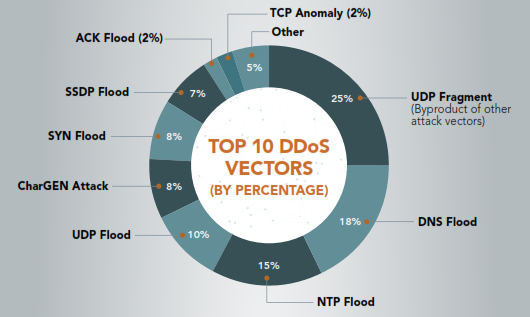 TCP Anomaly (2%)
ACK Flood (2%)
Other
5%
SSDP Flood
7%
25%
UDP Fragment
(Byproduct of other
attack vectors)
SYN Flood
8%
TOP 10 DDoS
VECTORS
(BY PERCENTAGE)
CharGEN Attack
8%
18%
DNS Flood
UDP Flood
10%
15%
NTP Flood